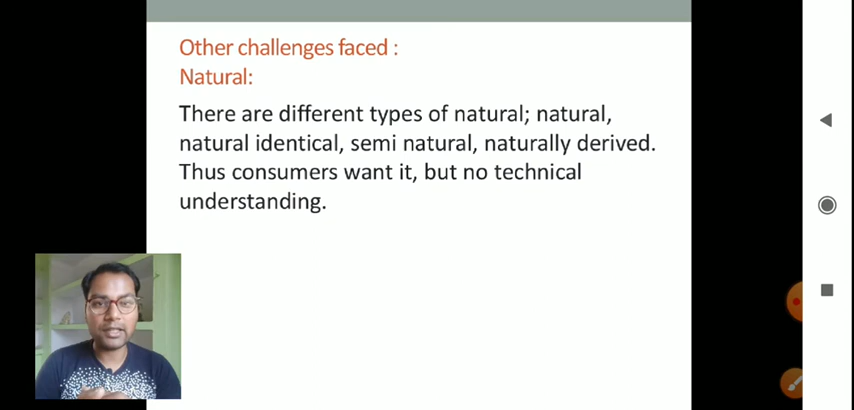 Other challenges faced :
Natural:
There are different types of natural; natural,
natural identical, semi natural, naturally derived.
Thus consumers want it, but no technical
understanding.